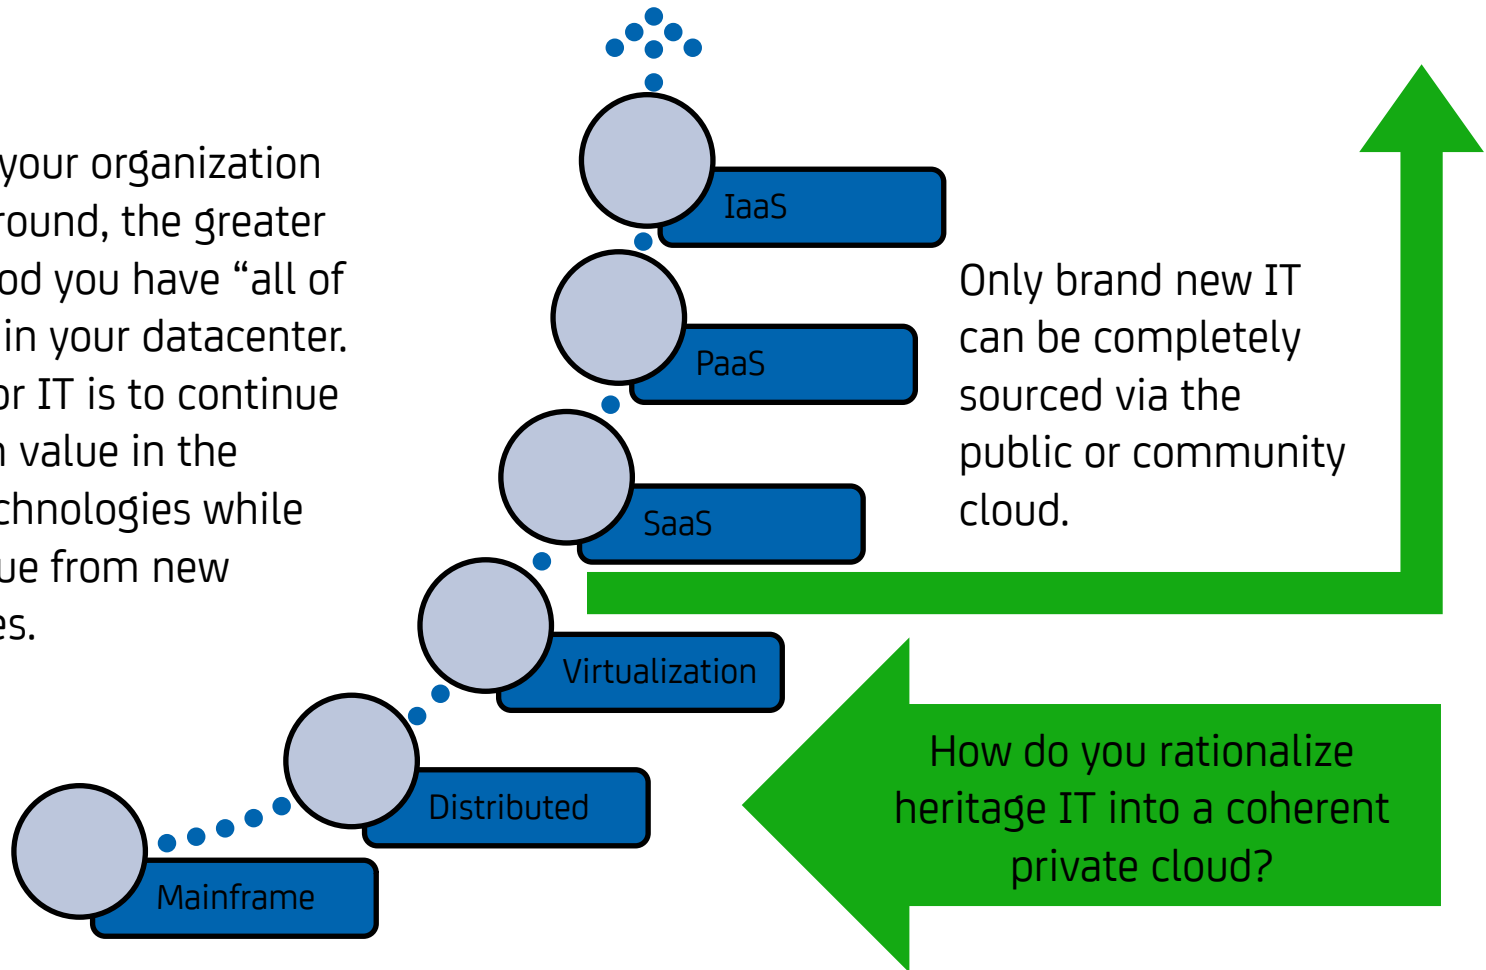 your organization
round, the greater
od you have “all of
in your datacenter.
or IT is to continue
value in the
chnologies while
ue from new
es.
IaaS
PaaS
SaaS
Virtualization
Distributed
Mainframe
Only brand new IT
can be completely
sourced via the
public or community
cloud.
How do you rationalize
heritage IT into a coherent
private cloud?